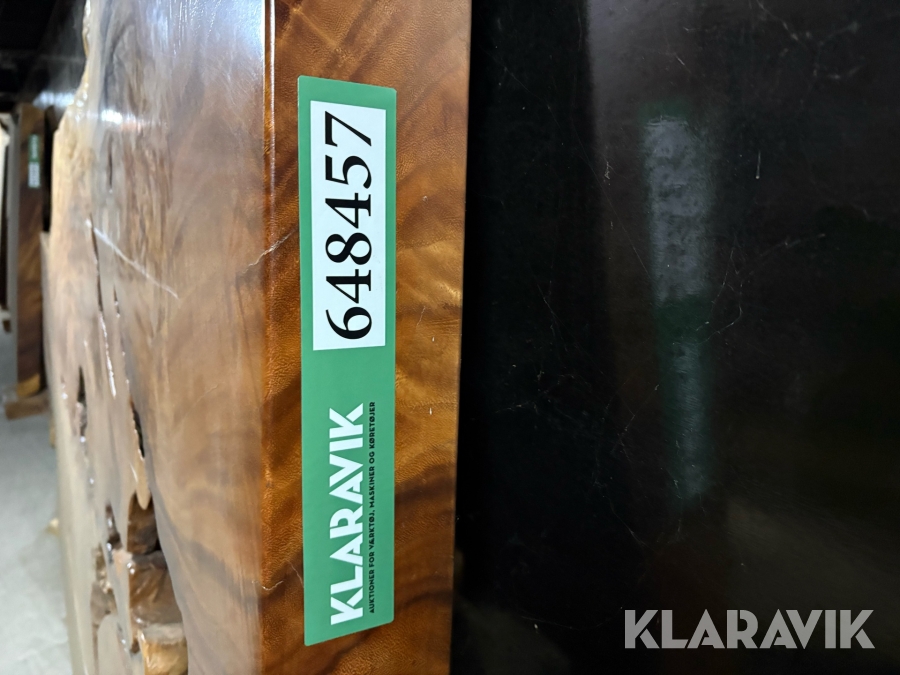 648457
KLARAVIK
AUKTIONER FOR VÆRKTØJ, MASKINER OG KØRETØJER
KLARAVIK